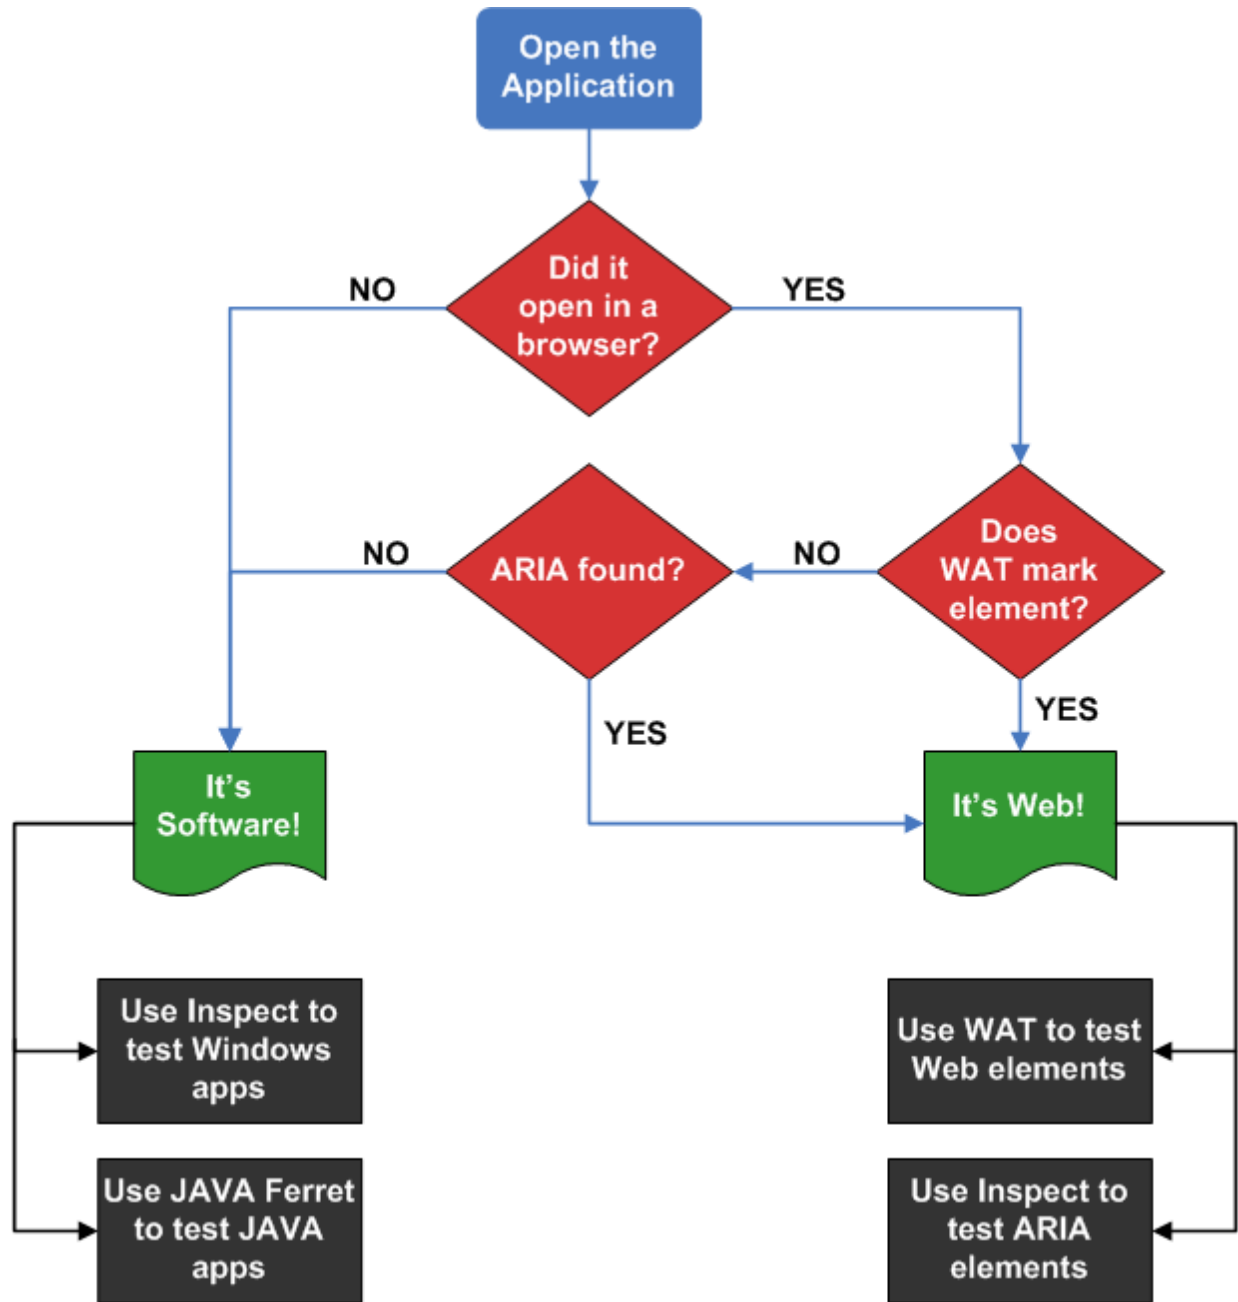 Open the
Application
Did it
open in a
browser?
NO
YES
Does
WAT mark
element?
NO
ARIA found?
NO
YES
YES
It’s
Software!
It’s Web!
Use Inspect to
test Windows
apps
Use JAVA Ferret
to test JAVA
apps
Use WAT to test
Web elements
Use Inspect to
test ARIA
elements